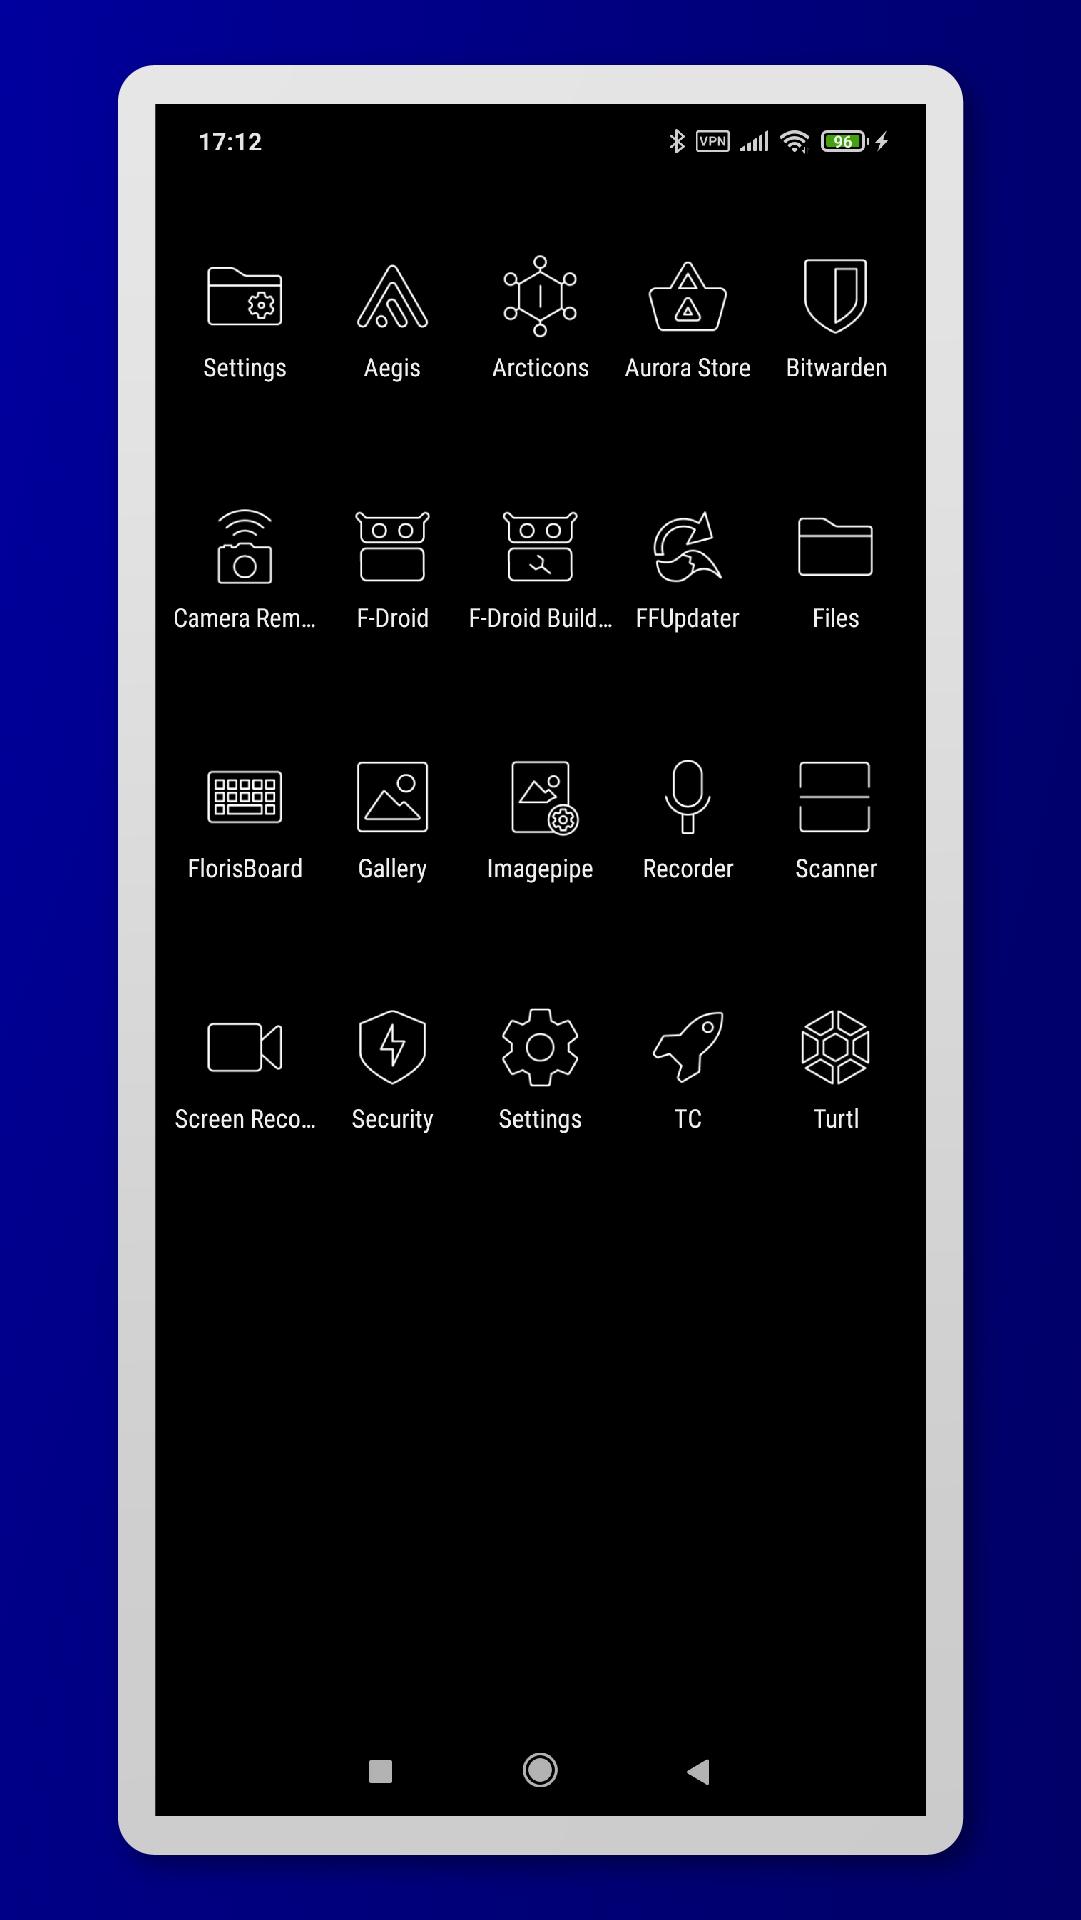 17:12 VPN 96
Settings Aegis Arcticons Aurora Store Bitwarden
Camera Rem... F-Droid F-Droid Build... FFUpdater Files
FlorisBoard Gallery Imagepipe Recorder Scanner
Screen Reco... Security Settings TC Turtl